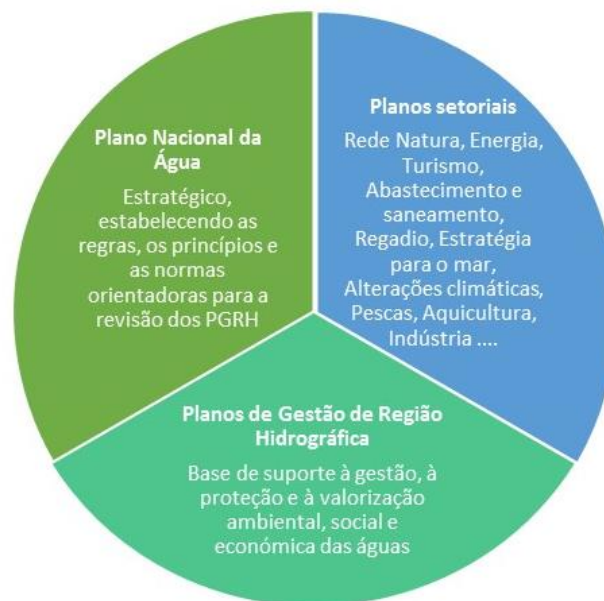 Plano Nacional da
Água
Estratégico,
estabelecendo as
regras, os princípios e
as normas
orientadoras para a
revisão dos PGRH
Planos setoriais
Rede Natura, Energia,
Turismo,
Abastecimento e
saneamento,
Regadio, Estratégia
para o mar,
Alterações climáticas,
Pescas, Aquicultura,
Indústria ....
Planos de Gestão de Região
Hidrográfica
Base de suporte à gestão, à
proteção e à valorização
ambiental, social e
económica das águas